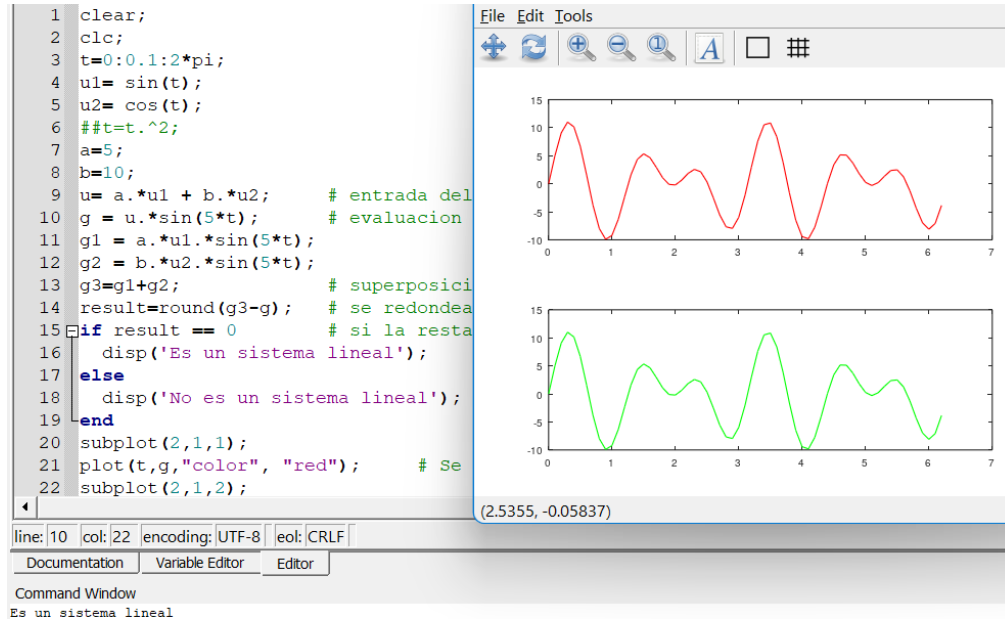 1 clear;
2 clc;
3 t=0:0.1:2*pi;
4 u1= sin(t);
5 u2= cos(t);
6 ##t=t.^2;
7 a=5;
8 b=10;
9 u= a.*u1 + b.*u2; # entrada del
10 g = u.*sin(5*t); # evaluacion
11 g1 = a.*u1.*sin(5*t);
12 g2 = b.*u2.*sin(5*t);
13 g3=g1+g2; # superposici
14 result=round(g3-g); # se redondea
15 if result == 0 # si la resta
16 disp('Es un sistema lineal');
17 else
18 disp('No es un sistema lineal');
19 end
20 subplot(2,1,1);
21 plot(t,g,"color", "red"); # Se
22 subplot(2,1,2);
line: 10 col: 22 encoding: UTF-8 eol: CRLF
Documentation Variable Editor Editor
Command Window
Es un sistema lineal
File Edit Tools
A
15
10
5
0
-5
-10
0 1 2 3 4 5 6 7
15
10
5
0
-5
-10
0 1 2 3 4 5 6 7
(2.5355, -0.05837)